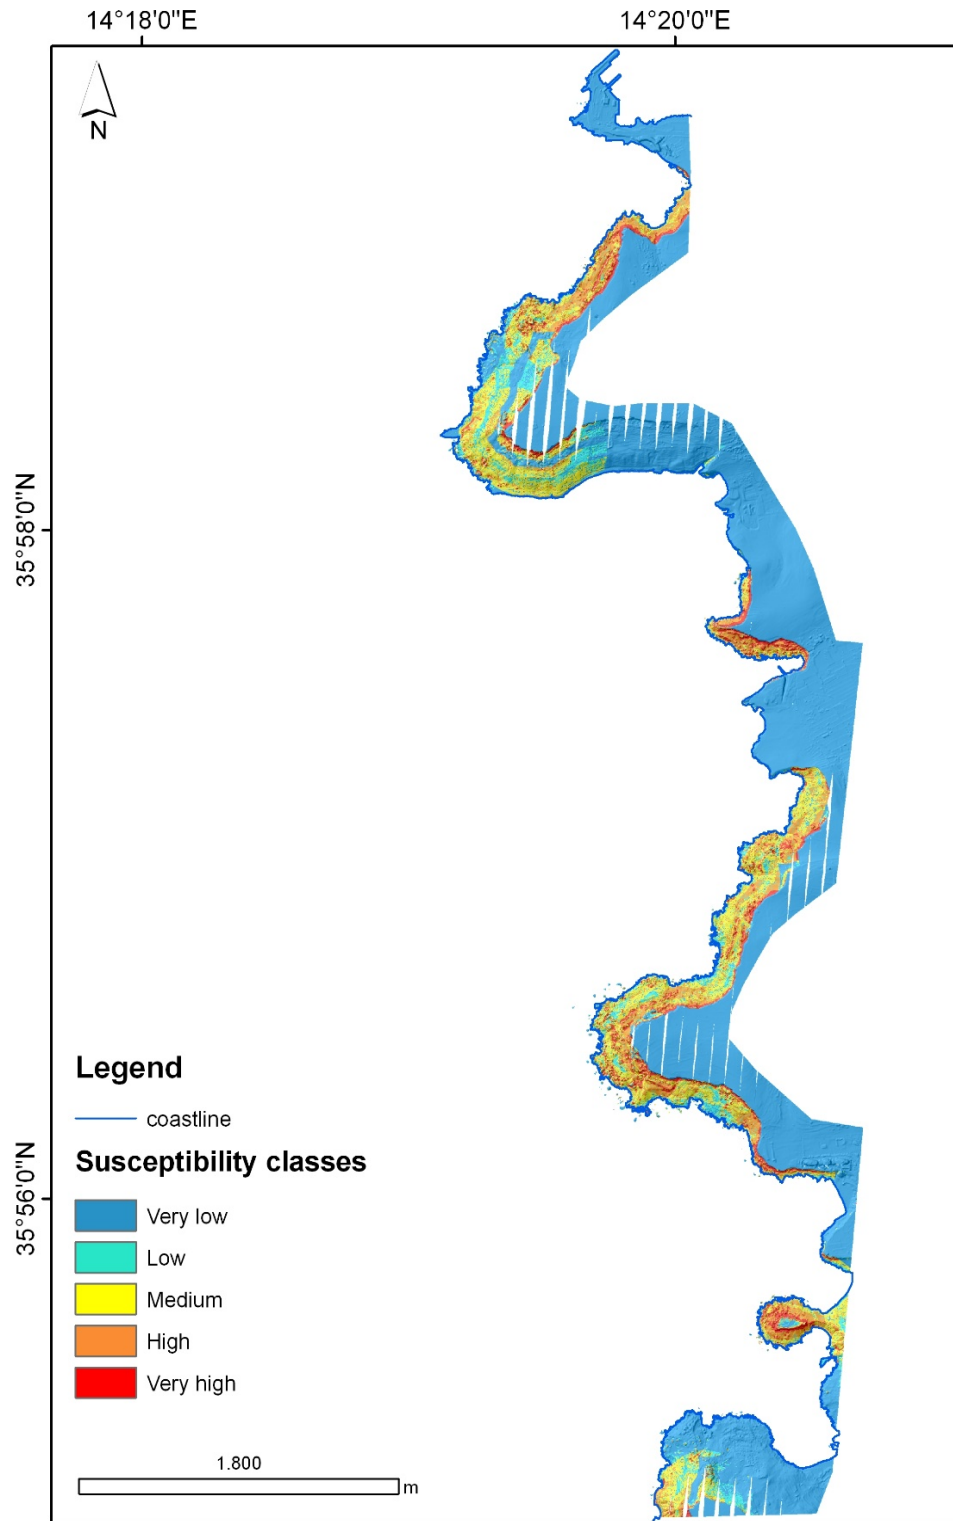 14°18'0"E
14°20'0"E
N
35°58'0"N
35°56'0"N
Legend
coastline
Susceptibility classes
Very low
Low
Medium
High
Very high
1.800
m